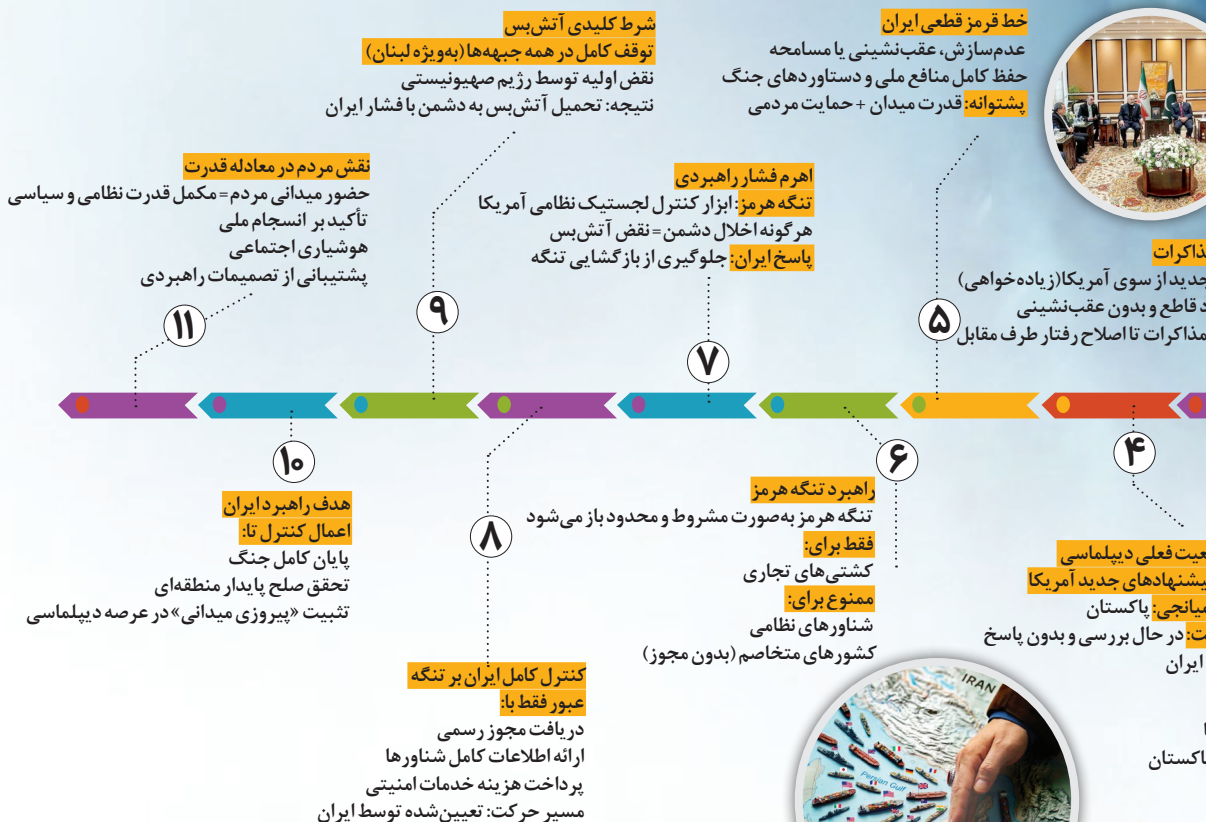 مذاکرات
جدید از سوی آمریکا (زیاده‌خواهی)
قاطع و بدون عقب‌نشینی
مذاکرات تا اصلاح رفتار طرف مقابل
۴
فعلی دیپلماسی
پیشنهادهای جدید آمریکا
میانجی: پاکستان
در حال بررسی و بدون پاسخ
ایران
پاکستان
خط قرمز قطعی ایران
عدم‌سازش، عقب‌نشینی یا مسامحه
حفظ کامل منافع ملی و دستاوردهای جنگ
پشتوانه: قدرت میدان + حمایت مردمی
۵
۶
راهبرد تنگه هرمز
تنگه هرمز به‌صورت مشروط و محدود باز می‌شود
فقط برای:
کشتی‌های تجاری
ممنوع برای:
شناورهای نظامی
کشورهای متخاصم (بدون مجوز)
اهرم فشار راهبردی
تنگه هرمز: ابزار کنترل لجستیک نظامی آمریکا
هرگونه اخلال دشمن = نقض آتش‌بس
پاسخ ایران: جلوگیری از بازگشایی تنگه
۷
۸
کنترل کامل ایران بر تنگه
عبور فقط با:
دریافت مجوز رسمی
ارائه اطلاعات کامل شناورها
پرداخت هزینه خدمات امنیتی
مسیر حرکت: تعیین‌شده توسط ایران
شرط کلیدی آتش‌بس
توقف کامل در همه جبهه‌ها (به‌ویژه لبنان)
نقض اولیه توسط رژیم صهیونیستی
نتیجه: تحمیل آتش‌بس به دشمن با فشار ایران
۹
۱۰
هدف راهبرد ایران
اعمال کنترل تا:
پایان کامل جنگ
تحقق صلح پایدار منطقه‌ای
تثبیت «پیروزی میدانی» در عرصه دیپلماسی
نقش مردم در معادله قدرت
حضور میدانی مردم = مکمل قدرت نظامی و سیاسی
تأکید بر انسجام ملی
هوشیاری اجتماعی
پشتیبانی از تصمیمات راهبردی
۱۱
IRAN
Persian Gulf